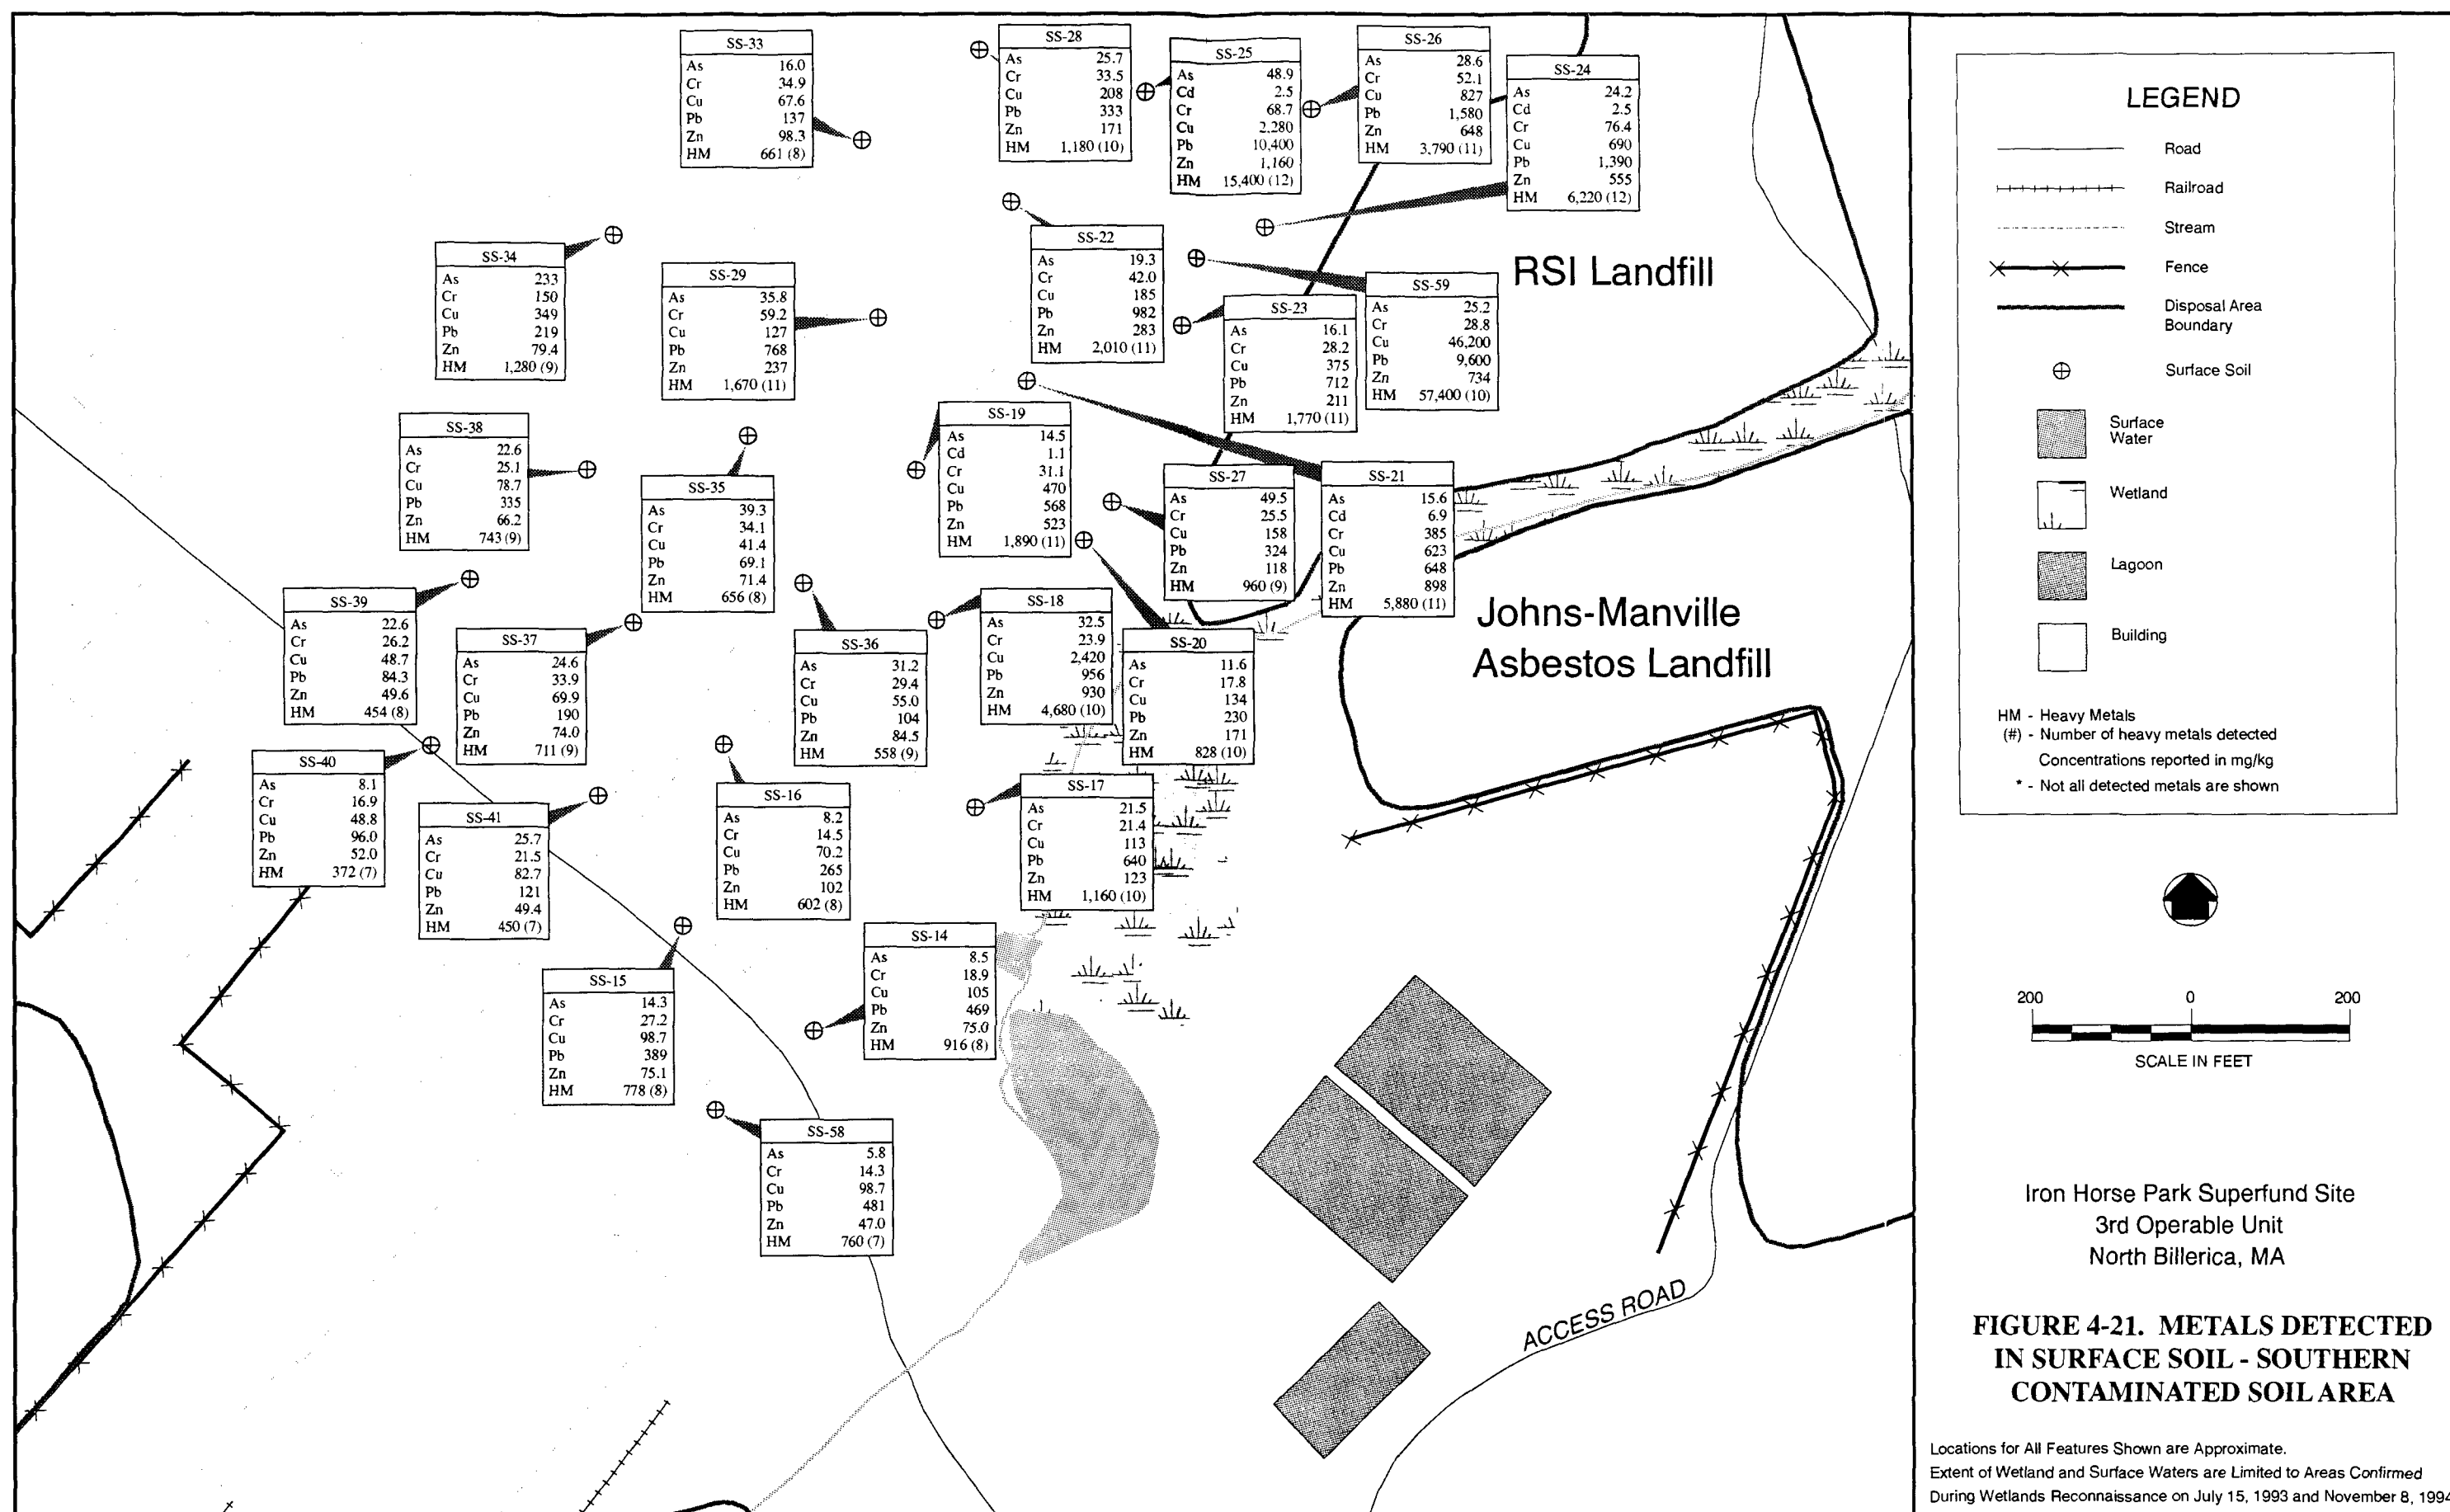 SS-33
As 16.0
Cr 34.9
Cu 67.6
Pb 137
Zn 98.3
HM 661 (8)
SS-28
As 25.7
Cr 33.5
Cu 208
Pb 333
Zn 171
HM 1,180 (10)
SS-25
As 48.9
Cd 2.5
Cr 68.7
Cu 2,280
Pb 10,400
Zn 1,160
HM 15,400 (12)
SS-26
As 28.6
Cr 52.1
Cu 827
Pb 1,580
Zn 648
HM 3,790 (11)
SS-24
As 24.2
Cd 2.5
Cr 76.4
Cu 690
Pb 1,390
Zn 555
HM 6,220 (12)
SS-34
As 233
Cr 150
Cu 349
Pb 219
Zn 79.4
HM 1,280 (9)
SS-29
As 35.8
Cr 59.2
Cu 127
Pb 768
Zn 237
HM 1,670 (11)
SS-22
As 19.3
Cr 42.0
Cu 185
Pb 982
Zn 283
HM 2,010 (11)
SS-23
As 16.1
Cr 28.2
Cu 375
Pb 712
Zn 211
HM 1,770 (11)
SS-59
As 25.2
Cr 28.8
Cu 46,200
Pb 9,600
Zn 734
HM 57,400 (10)
RSI Landfill
SS-38
As 22.6
Cr 25.1
Cu 78.7
Pb 335
Zn 66.2
HM 743 (9)
SS-35
As 39.3
Cr 34.1
Cu 41.4
Pb 69.1
Zn 71.4
HM 656 (8)
SS-19
As 14.5
Cd 1.1
Cr 31.1
Cu 470
Pb 568
Zn 523
HM 1,890 (11)
SS-27
As 49.5
Cr 25.5
Cu 158
Pb 324
Zn 118
HM 960 (9)
SS-21
As 15.6
Cd 6.9
Cr 385
Cu 623
Pb 648
Zn 898
HM 5,880 (11)
SS-39
As 22.6
Cr 26.2
Cu 48.7
Pb 84.3
Zn 49.6
HM 454 (8)
SS-37
As 24.6
Cr 33.9
Cu 69.9
Pb 190
Zn 74.0
HM 711 (9)
SS-36
As 31.2
Cr 29.4
Cu 55.0
Pb 104
Zn 84.5
HM 558 (9)
SS-18
As 32.5
Cr 23.9
Cu 2,420
Pb 956
Zn 930
HM 4,680 (10)
SS-20
As 11.6
Cr 17.8
Cu 134
Pb 230
Zn 171
HM 828 (10)
Johns-Manville
Asbestos Landfill
SS-40
As 8.1
Cr 16.9
Cu 48.8
Pb 96.0
Zn 52.0
HM 372 (7)
SS-41
As 25.7
Cr 21.5
Cu 82.7
Pb 121
Zn 49.4
HM 450 (7)
SS-16
As 8.2
Cr 14.5
Cu 70.2
Pb 265
Zn 102
HM 602 (8)
SS-17
As 21.5
Cr 21.4
Cu 113
Pb 640
Zn 123
HM 1,160 (10)
SS-15
As 14.3
Cr 27.2
Cu 98.7
Pb 389
Zn 75.1
HM 778 (8)
SS-14
As 8.5
Cr 18.9
Cu 105
Pb 469
Zn 75.0
HM 916 (8)
SS-58
As 5.8
Cr 14.3
Cu 98.7
Pb 481
Zn 47.0
HM 760 (7)
ACCESS ROAD
LEGEND
Road
Railroad
Stream
Fence
Disposal Area
Boundary
Surface Soil
Surface
Water
Wetland
Lagoon
Building
HM - Heavy Metals
(#) - Number of heavy metals detected
Concentrations reported in mg/kg
* - Not all detected metals are shown
200 0 200
SCALE IN FEET
Iron Horse Park Superfund Site
3rd Operable Unit
North Billerica, MA
FIGURE 4-21. METALS DETECTED
IN SURFACE SOIL - SOUTHERN
CONTAMINATED SOIL AREA
Locations for All Features Shown are Approximate.
Extent of Wetland and Surface Waters are Limited to Areas Confirmed
During Wetlands Reconnaissance on July 15, 1993 and November 8, 1994